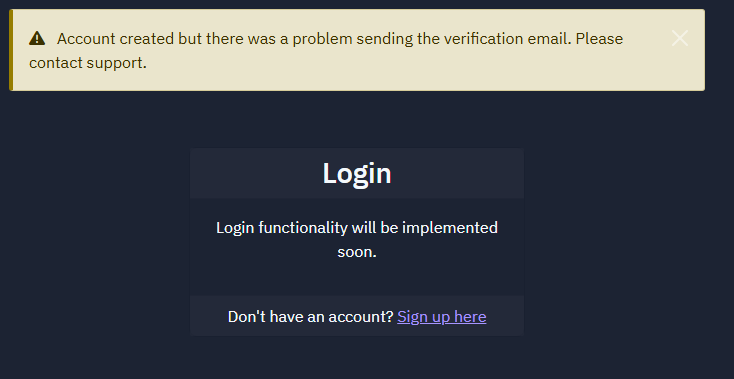 Account created but there was a problem sending the verification email. Please
contact support.
Login
Login functionality will be implemented
soon.
Don't have an account? Sign up here